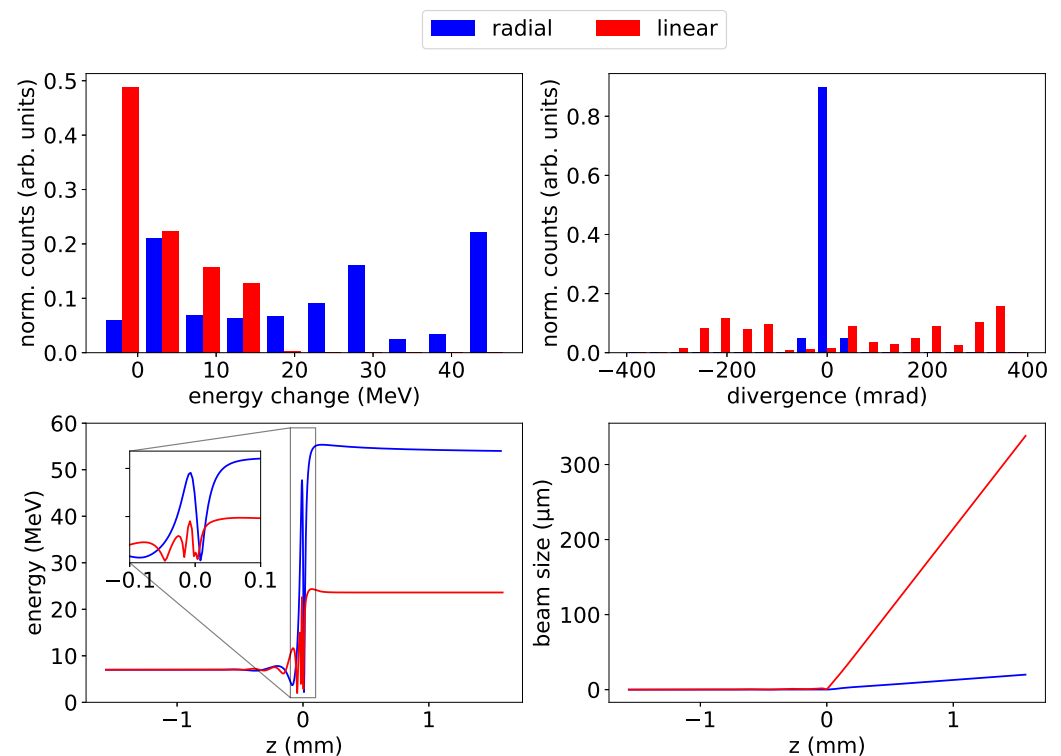 radial linear
norm. counts (arb. units)
0.5
0.4
0.3
0.2
0.1
0.0
0 10 20 30 40
energy change (MeV)
norm. counts (arb. units)
0.8
0.6
0.4
0.2
0.0
−400 −200 0 200 400
divergence (mrad)
energy (MeV)
60
50
40
30
20
10
0
−0.1 0.0 0.1
−1 0 1
z (mm)
beam size (μm)
300
200
100
0
−1 0 1
z (mm)